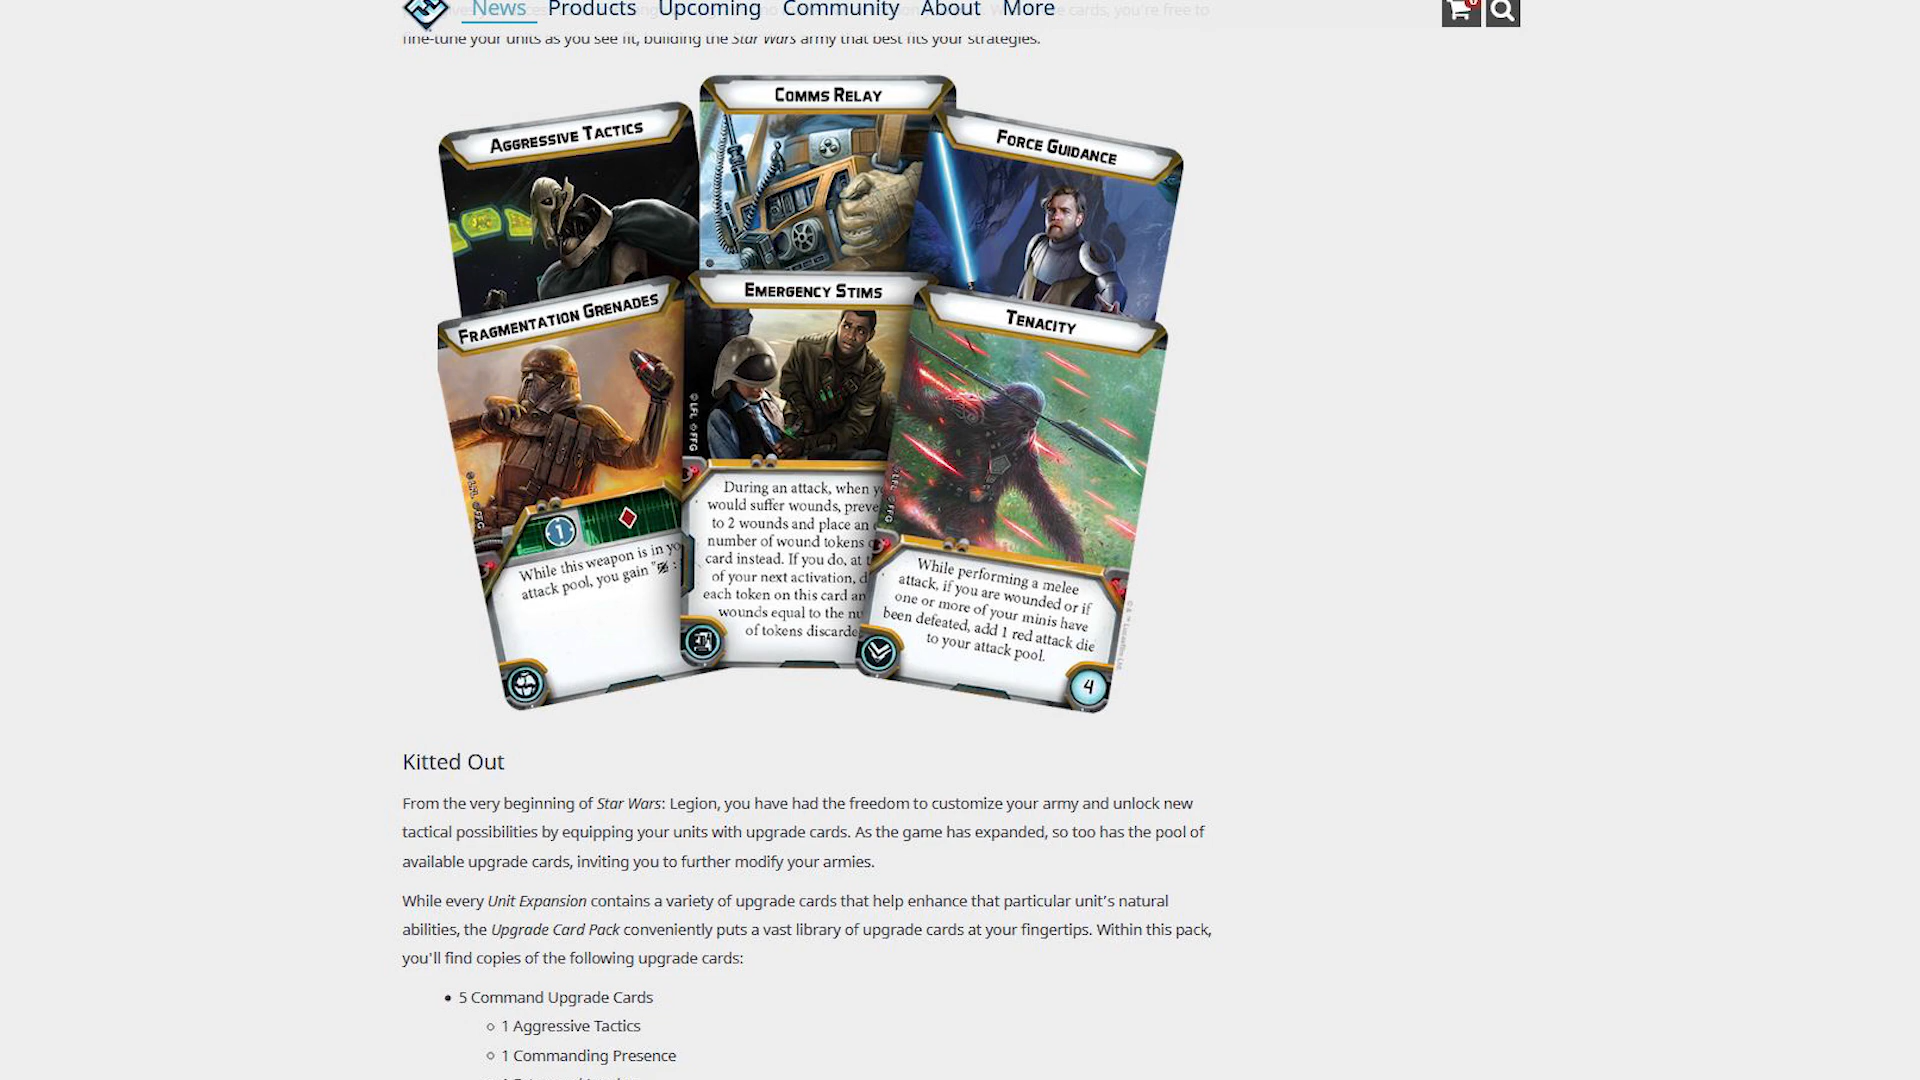 News Products Upcoming Community About More
cards, you're free to
fine-tune your units as you see fit, building the Star Wars army that best fits your strategies.
COMMS RELAY
AGGRESSIVE TACTICS
FORCE GUIDANCE
EMERGENCY STIMS
FRAGMENTATION GRENADES
TENACITY
© LFL © FFG
© LFL © FFG
© LFL © FFG
During an attack, when
would suffer wounds,
to 2 wounds and place an
number of wound tokens
card instead. If you do, at
of your next activation,
each token on this card
wounds equal to the
of tokens
1
While this weapon is in
attack pool, you gain "
While performing a melee
attack, if you are wounded or if
one or more of your minis have
been defeated, add 1 red attack die
to your attack pool.
4
Kitted Out
From the very beginning of Star Wars: Legion, you have had the freedom to customize your army and unlock new
tactical possibilities by equipping your units with upgrade cards. As the game has expanded, so too has the pool of
available upgrade cards, inviting you to further modify your armies.
While every Unit Expansion contains a variety of upgrade cards that help enhance that particular unit's natural
abilities, the Upgrade Card Pack conveniently puts a vast library of upgrade cards at your fingertips. Within this pack,
you'll find copies of the following upgrade cards:
• 5 Command Upgrade Cards
○ 1 Aggressive Tactics
○ 1 Commanding Presence